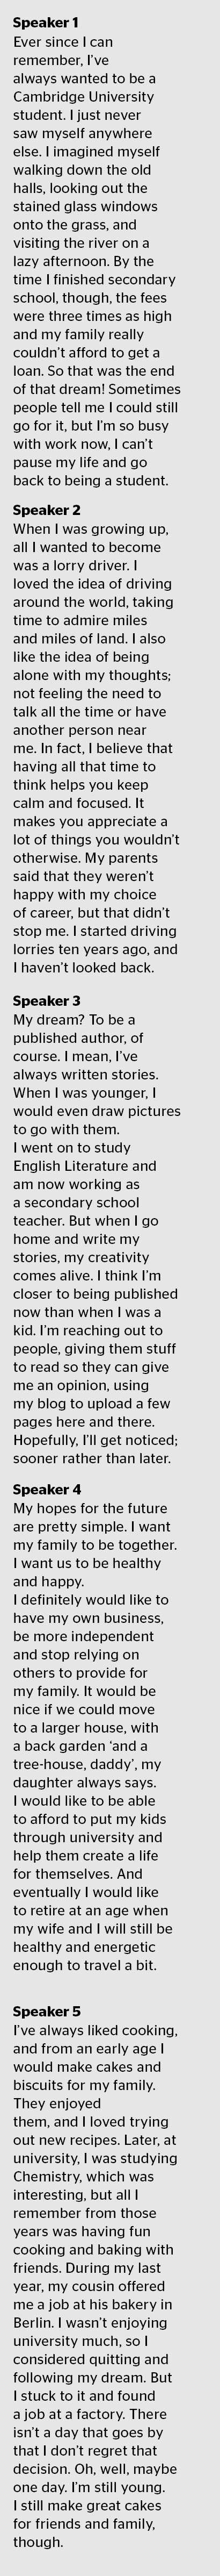 Speaker 1
Ever since I can
remember, I've
always wanted to be a
Cambridge University
student. I just never
saw myself anywhere
else. I imagined myself
walking down the old
halls, looking out the
stained glass windows
onto the grass, and
visiting the river on a
lazy afternoon. By the
time I finished secondary
school, though, the fees
were three times as high
and my family really
couldn't afford to get a
loan. So that was the end
of that dream! Sometimes
people tell me I could still
go for it, but I'm so busy
with work now, I can't
pause my life and go
back to being a student.
Speaker 2
When I was growing up,
all I wanted to become
was a lorry driver. I
loved the idea of driving
around the world, taking
time to admire miles
and miles of land. I also
like the idea of being
alone with my thoughts;
not feeling the need to
talk all the time or have
another person near
me. In fact, I believe that
having all that time to
think helps you keep
calm and focused. It
makes you appreciate a
lot of things you wouldn't
otherwise. My parents
said that they weren't
happy with my choice
of career, but that didn't
stop me. I started driving
lorries ten years ago, and
I haven't looked back.
Speaker 3
My dream? To be a
published author, of
course. I mean, I've
always written stories.
When I was younger, I
would even draw pictures
to go with them.
I went on to study
English Literature and
am now working as
a secondary school
teacher. But when I go
home and write my
stories, my creativity
comes alive. I think I'm
closer to being published
now than when I was a
kid. I'm reaching out to
people, giving them stuff
to read so they can give
me an opinion, using
my blog to upload a few
pages here and there.
Hopefully, I'll get noticed;
sooner rather than later.
Speaker 4
My hopes for the future
are pretty simple. I want
my family to be together.
I want us to be healthy
and happy.
I definitely would like to
have my own business,
be more independent
and stop relying on
others to provide for
my family. It would be
nice if we could move
to a larger house, with
a back garden 'and a
tree-house, daddy', my
daughter always says.
I would like to be able
to afford to put my kids
through university and
help them create a life
for themselves. And
eventually I would like
to retire at an age when
my wife and I will still be
healthy and energetic
enough to travel a bit.
Speaker 5
I've always liked cooking,
and from an early age I
would make cakes and
biscuits for my family.
They enjoyed
them, and I loved trying
out new recipes. Later, at
university, I was studying
Chemistry, which was
interesting, but all I
remember from those
years was having fun
cooking and baking with
friends. During my last
year, my cousin offered
me a job at his bakery in
Berlin. I wasn't enjoying
university much, so I
considered quitting and
following my dream. But
I stuck to it and found
a job at a factory. There
isn't a day that goes by
that I don't regret that
decision. Oh, well, maybe
one day. I'm still young.
I still make great cakes
for friends and family,
though.